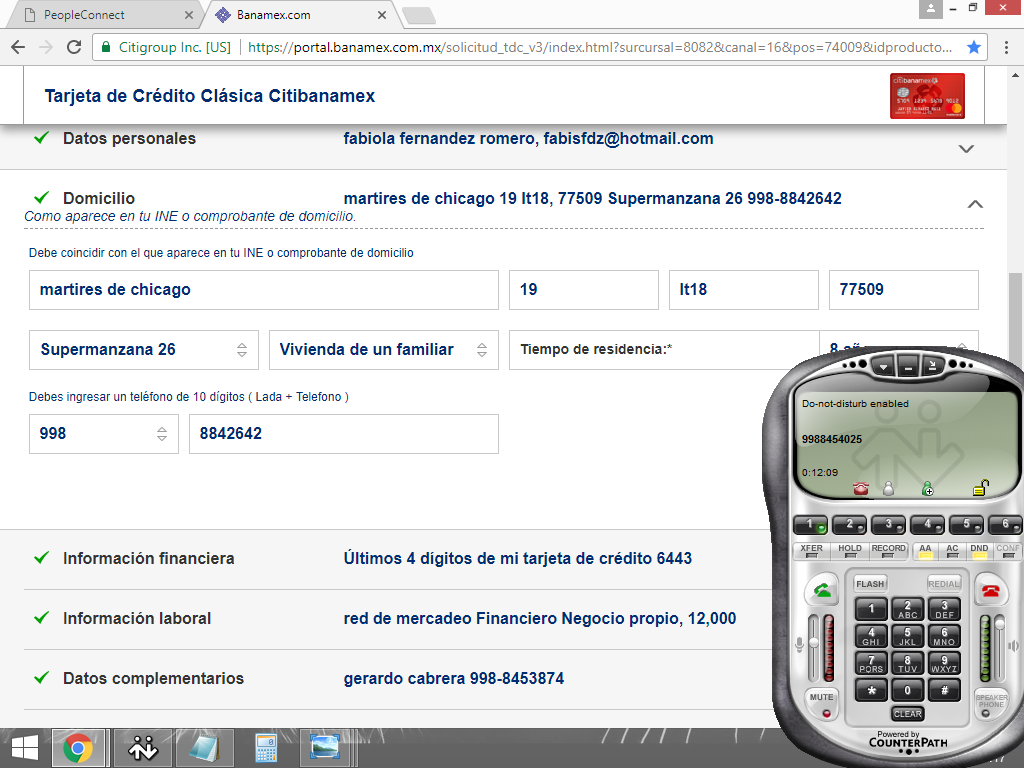 PeopleConnect
Banamex.com
Citigroup Inc. [US]
https://portal.banamex.com.mx/solicitud_tdc_v3/index.html?sursursal=8082&canal=16&pos=74009&idproducto...
Tarjeta de Crédito Clásica Citibanamex
citibanamex
Datos personales
fabiola fernandez romero, fabisfdz@hotmail.com
Domicilio
martires de chicago 19 lt18, 77509 Supermanzana 26 998-8842642
Como aparece en tu INE o comprobante de domicilio.
Debe coincidir con el que aparece en tu INE o comprobante de domicilio
martires de chicago
19
lt18
77509
Supermanzana 26
Vivienda de un familiar
Tiempo de residencia:*
Debes ingresar un teléfono de 10 dígitos ( Lada + Telefono )
998
8842642
Información financiera
Últimos 4 dígitos de mi tarjeta de crédito 6443
Información laboral
red de mercadeo Financiero Negocio propio, 12,000
Datos complementarios
gerardo cabrera 998-8453874
Do-not-disturb enabled
9988454025
0:12:09
1 2 3 4 5 6
XFER HOLD RECORD AA AC DND CONF
FLASH REDIAL
1 2 ABC 3 DEF
4 GHI 5 JKL 6 MNO
7 PQRS 8 TUV 9 WXYZ
* 0 #
MUTE
SPEAKER PHONE
CLEAR
Powered by
COUNTERPATH